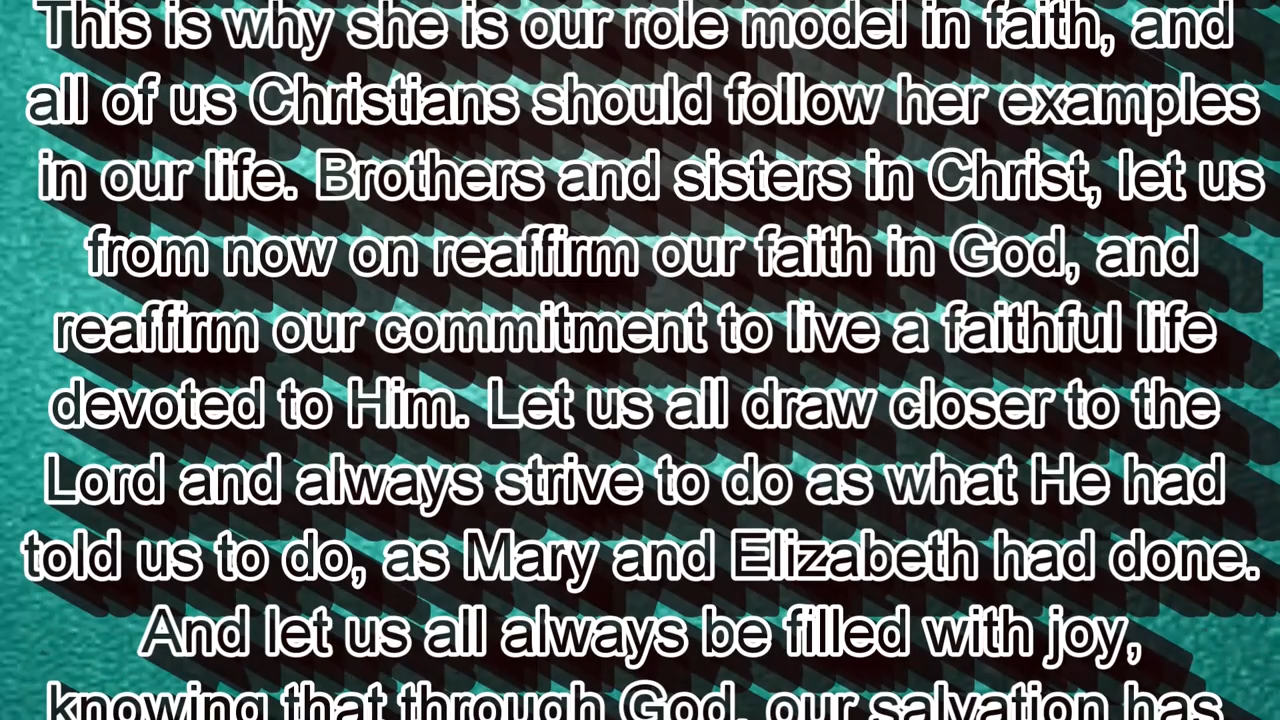 This is why she is our role model in faith, and
all of us Christians should follow her examples
in our life. Brothers and sisters in Christ, let us
from now on reaffirm our faith in God, and
reaffirm our commitment to live a faithful life
devoted to Him. Let us all draw closer to the
Lord and always strive to do as what He had
told us to do, as Mary and Elizabeth had done.
And let us all always be filled with joy,
knowing that through God, our salvation has